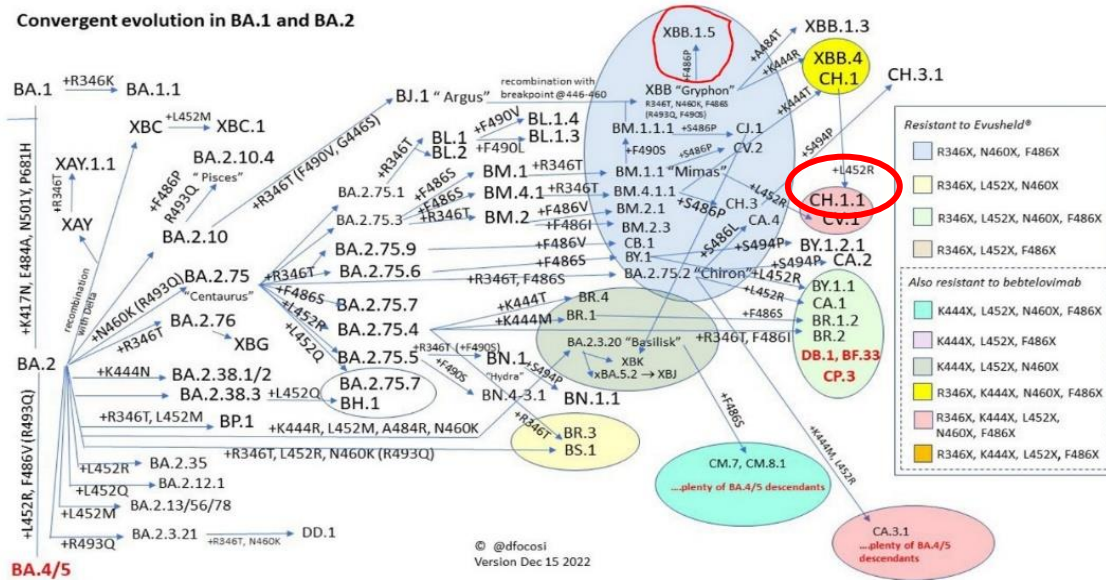 Convergent evolution in BA.1 and BA.2
BA.1
+R346K
BA.1.1
+K417N, E484A, N501Y, P681H
XBC
+L452M
XBC.1
XAY.1.1
+R346T
XAY
recombination with Delta
BA.2.10.4
"Pisces"
+F486P
R493Q
BA.2.10
+R346T (F490V, G446S)
BJ.1 "Argus"
recombination with
breakpoint @446-460
XBB "Gryphon"
R346T, N460K, F486S
(R493Q, F490S)
+F486P
XBB.1.5
+A484T
XBB.1.3
+K444R
XBB.4
CH.1
+K444T
CH.3.1
+S494P
+L452R
CH.1.1
CV.1
+N460K (R493Q)
BA.2.75
"Centaurus"
+R346T
BA.2.76
XBG
BA.2
BA.2.75.1
+R346T
BL.1
BL.2
+F490V
BL.1.4
+F490L
BL.1.3
BA.2.75.3
+F486S
BM.1
+R346T
BM.1.1 "Mimas"
+F490S
BM.1.1.1
+S486P
CJ.1
+S486P
CV.2
+F486S
BM.4.1
+R346T
BM.4.1.1
+R346T
BM.2
+F486V
BM.2.1
+F486I
BM.2.3
+S486P
CH.3
+L452R
CA.4
+S486L
BA.2.75.9
+F486V
CB.1
+R346T
BA.2.75.6
+F486S
BY.1
+S494P
BY.1.2.1
+S494P
CA.2
+F486S
BA.2.75.7
+R346T, F486S
BA.2.75.2 "Chiron"
+L452R
+L452R
BY.1.1
CA.1
BR.1.2
BR.2
DB.1, BF.33
CP.3
+L452R
BA.2.75.4
+K444T
BR.4
+K444M
BR.1
+F486S
+R346T, F486I
+L452Q
BA.2.75.5
+R346T (+F490S)
BN.1
"Hydra"
+S494P
BN.1.1
+F490S
BN.4-3.1
BA.2.3.20 "Basilisk"
XBK
xBA.5.2 → XBJ
BA.2.75.7
BH.1
+K444N
BA.2.38.1/2
BA.2.38.3
+L452Q
+R346T, L452M
BP.1
+K444R, L452M, A484R, N460K
+R346T, L452R, N460K (R493Q)
+R346T
BR.3
BS.1
+F486S
CM.7, CM.8.1
....plenty of BA.4/5 descendants
+K444M, L452R
CA.3.1
....plenty of BA.4/5
descendants
+L452R
BA.2.35
+L452Q
BA.2.12.1
+L452M
BA.2.13/56/78
+R493Q
BA.2.3.21
+R346T, N460K
DD.1
+L452R, F486V (R493Q)
BA.4/5
© @dfocosi
Version Dec 15 2022
Resistant to Evusheld®
R346X, N460X, F486X
R346X, L452X, N460X
R346X, L452X, N460X, F486X
R346X, L452X, F486X
Also resistant to bebtelovimab
K444X, L452X, N460X, F486X
K444X, L452X, F486X
K444X, L452X, N460X
R346X, K444X, N460X, F486X
R346X, K444X, L452X,
N460X, F486X
R346X, K444X, L452X, F486X